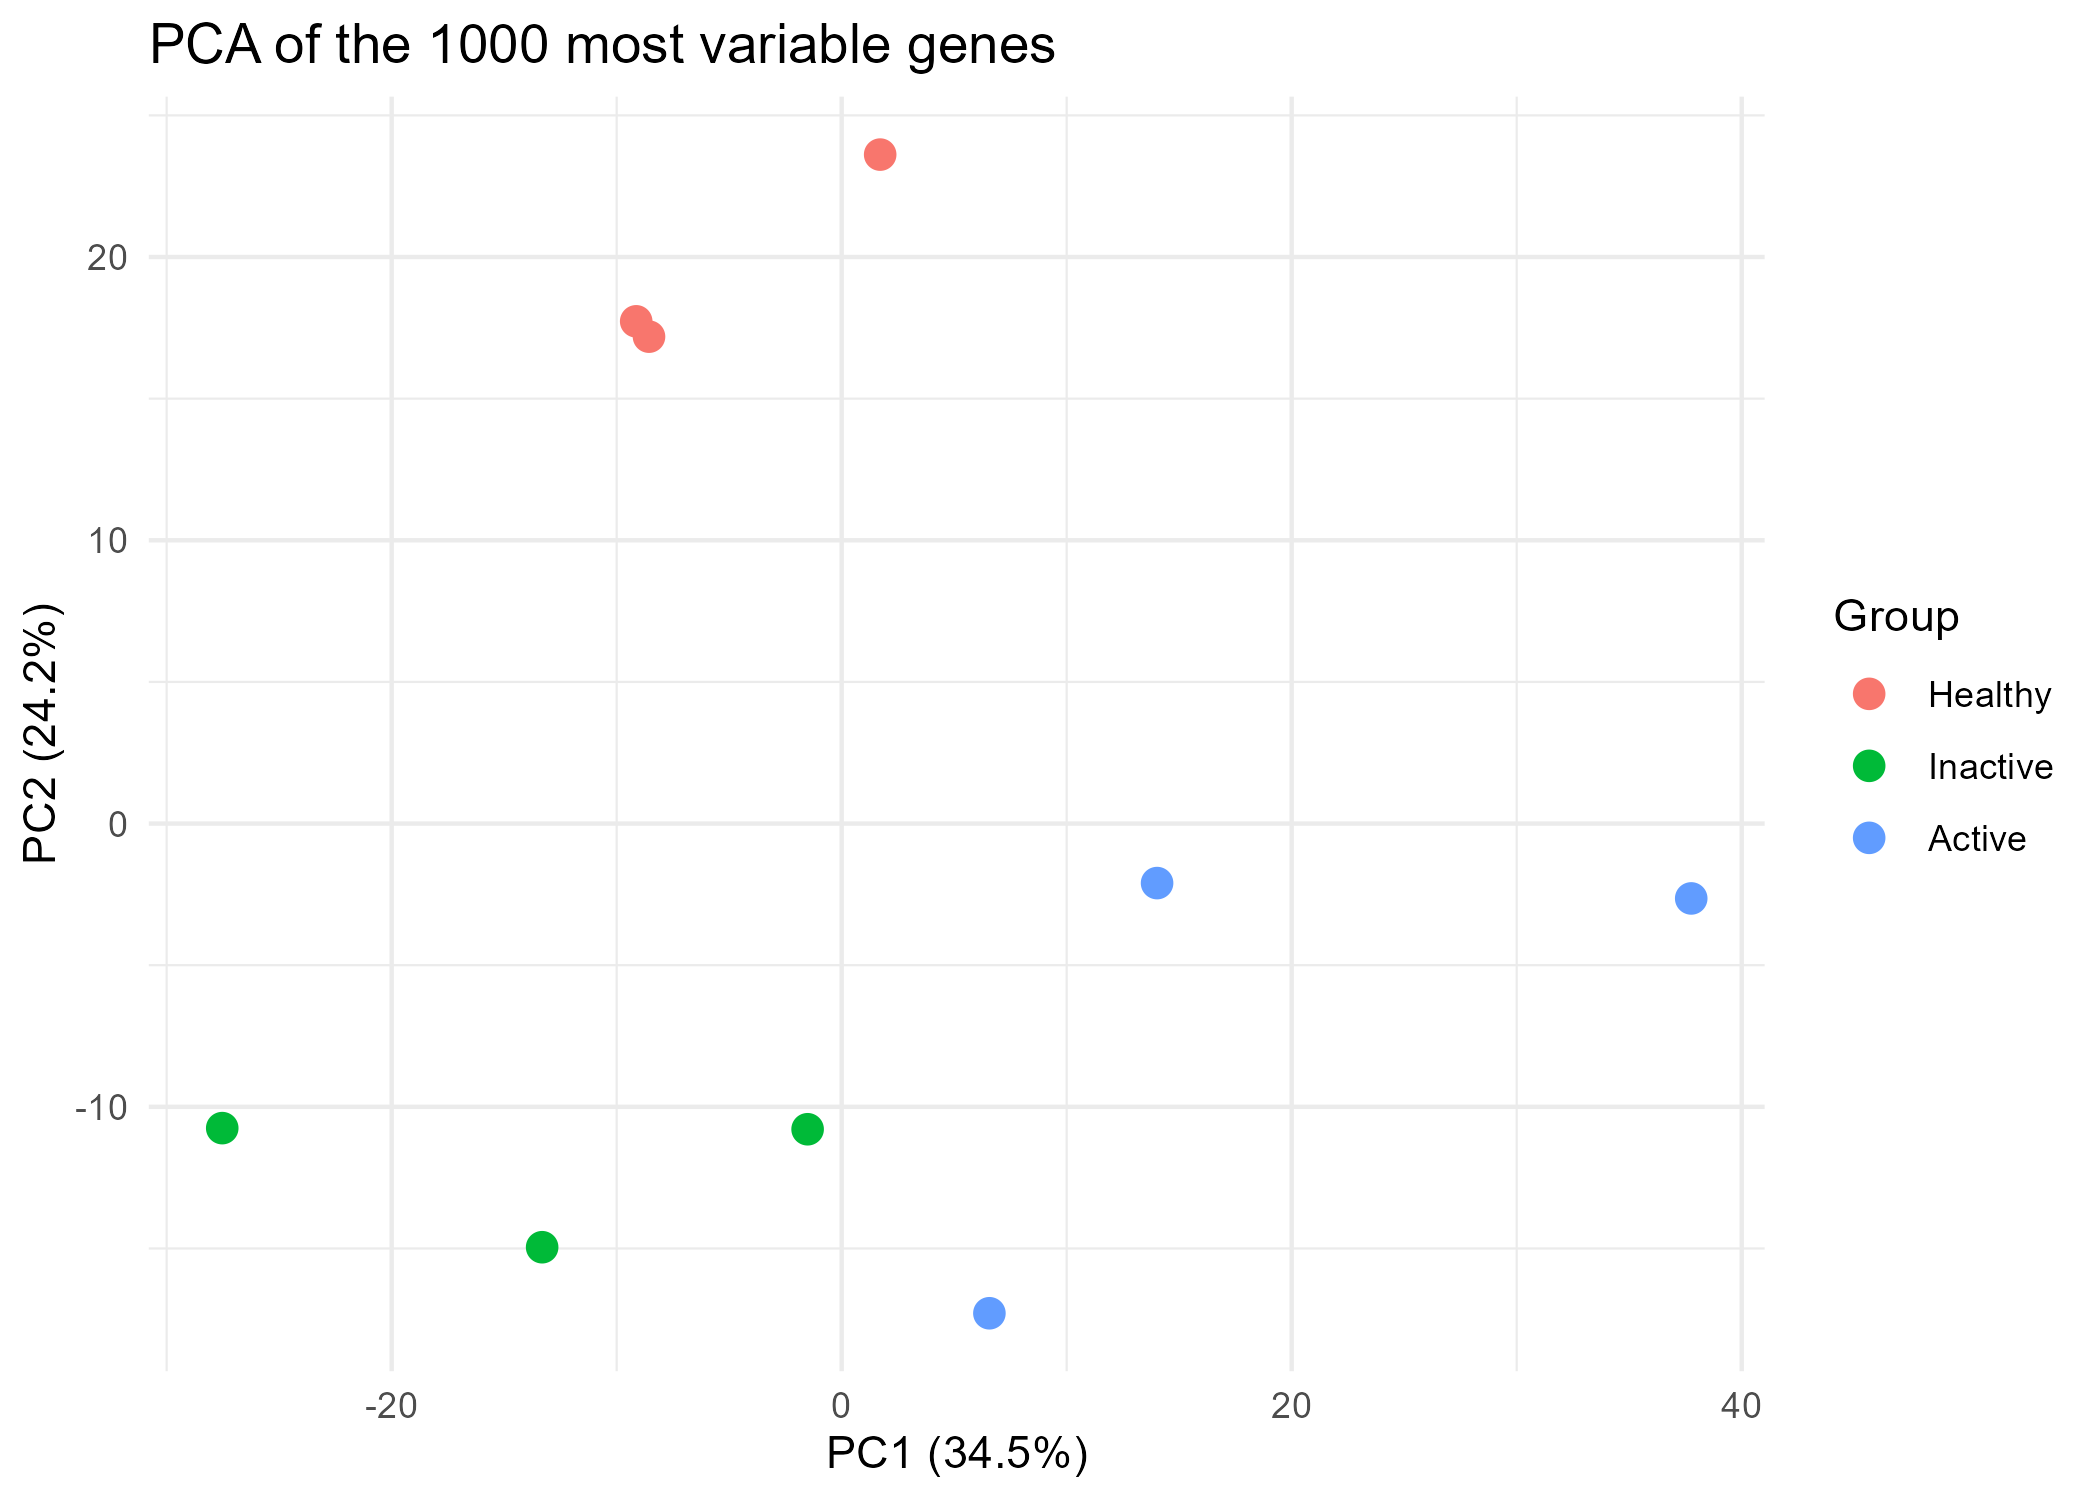 PCA of the 1000 most variable genes
20
10
0
-10
PC2 (24.2%)
-20
0
20
40
PC1 (34.5%)
Group
Healthy
Inactive
Active